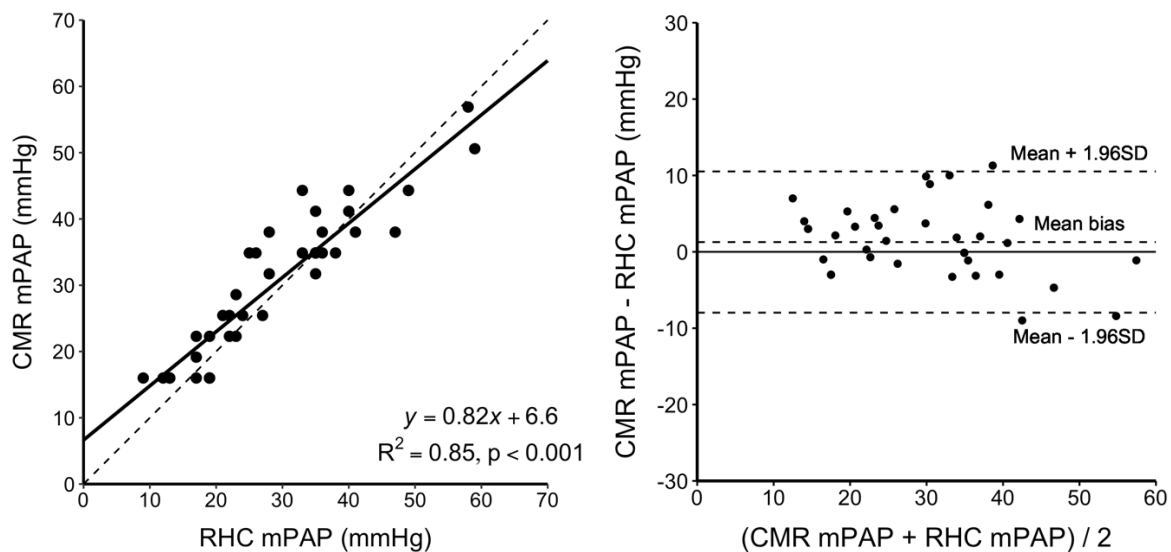 CMR mPAP (mmHg)
70
60
50
40
30
20
10
0
y = 0.82x + 6.6
R² = 0.85, p < 0.001
0 10 20 30 40 50 60 70
RHC mPAP (mmHg)
CMR mPAP - RHC mPAP (mmHg)
30
20
10
0
-10
-20
-30
Mean + 1.96SD
Mean bias
Mean - 1.96SD
0 10 20 30 40 50 60
(CMR mPAP + RHC mPAP) / 2